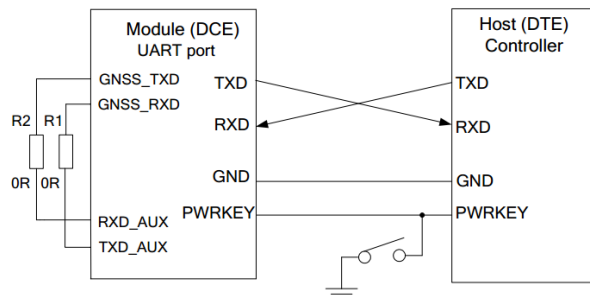 Module (DCE)
UART port
GNSS_TXD
GNSS_RXD
TXD
RXD
GND
PWRKEY
R2 R1
0R 0R
RXD_AUX
TXD_AUX
Host (DTE)
Controller
TXD
RXD
GND
PWRKEY